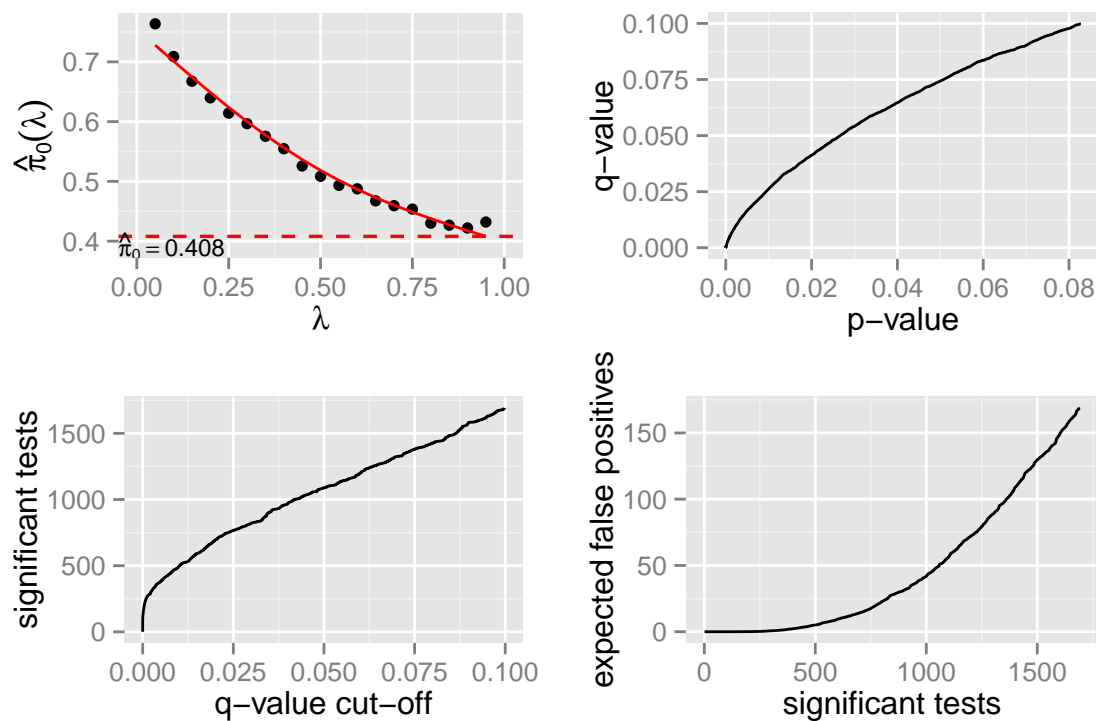 π̂₀(λ)
0.7
0.6
0.5
0.4
π̂₀ = 0.408
0.00 0.25 0.50 0.75 1.00
λ
q−value
0.100
0.075
0.050
0.025
0.000
0.00 0.02 0.04 0.06 0.08
p−value
significant tests
1500
1000
500
0
0.000 0.025 0.050 0.075 0.100
q−value cut−off
expected false positives
150
100
50
0
0 500 1000 1500
significant tests